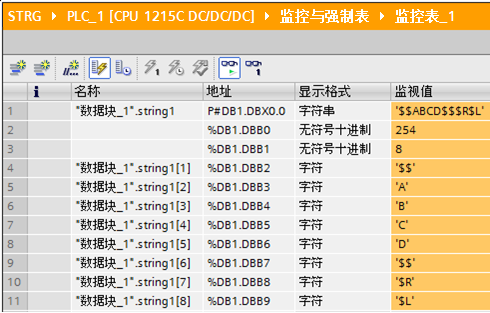 STRG ▸ PLC_1 [CPU 1215C DC/DC/DC] ▸ 监控与强制表 ▸ 监控表_1
i 名称 地址 显示格式 监视值
1 "数据块_1".string1 P#DB1.DBX0.0 字符串 '$$ABCD$$$R$L'
2 %DB1.DBB0 无符号十进制 254
3 %DB1.DBB1 无符号十进制 8
4 "数据块_1".string1[1] %DB1.DBB2 字符 '$$'
5 "数据块_1".string1[2] %DB1.DBB3 字符 'A'
6 "数据块_1".string1[3] %DB1.DBB4 字符 'B'
7 "数据块_1".string1[4] %DB1.DBB5 字符 'C'
8 "数据块_1".string1[5] %DB1.DBB6 字符 'D'
9 "数据块_1".string1[6] %DB1.DBB7 字符 '$$'
10 "数据块_1".string1[7] %DB1.DBB8 字符 '$R'
11 "数据块_1".string1[8] %DB1.DBB9 字符 '$L'